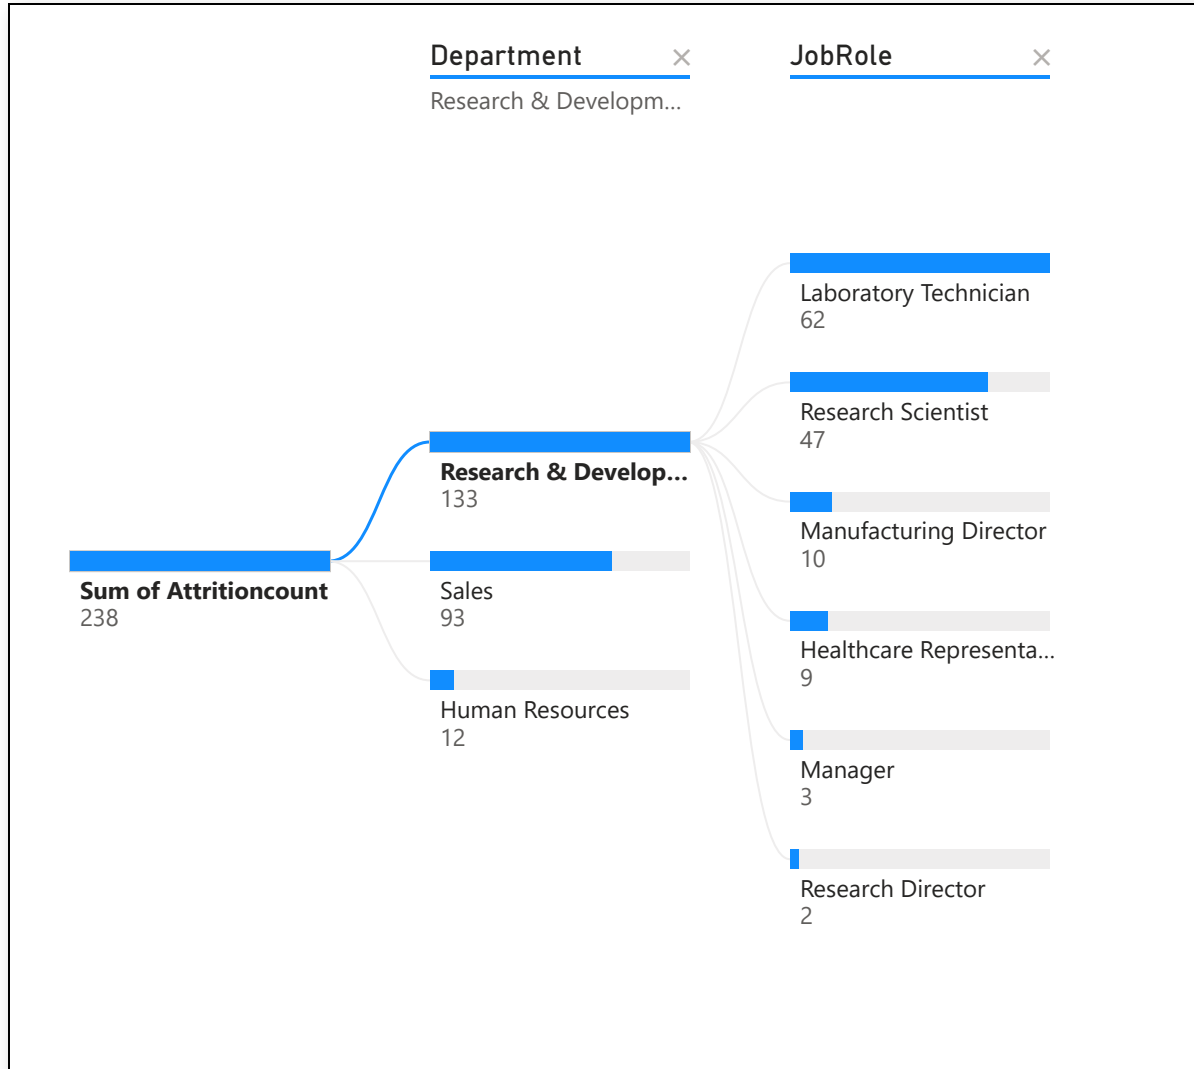 Department
JobRole
Research & Developm...
Sum of Attritioncount
238
Research & Develop...
133
Sales
93
Human Resources
12
Laboratory Technician
62
Research Scientist
47
Manufacturing Director
10
Healthcare Representa...
9
Manager
3
Research Director
2